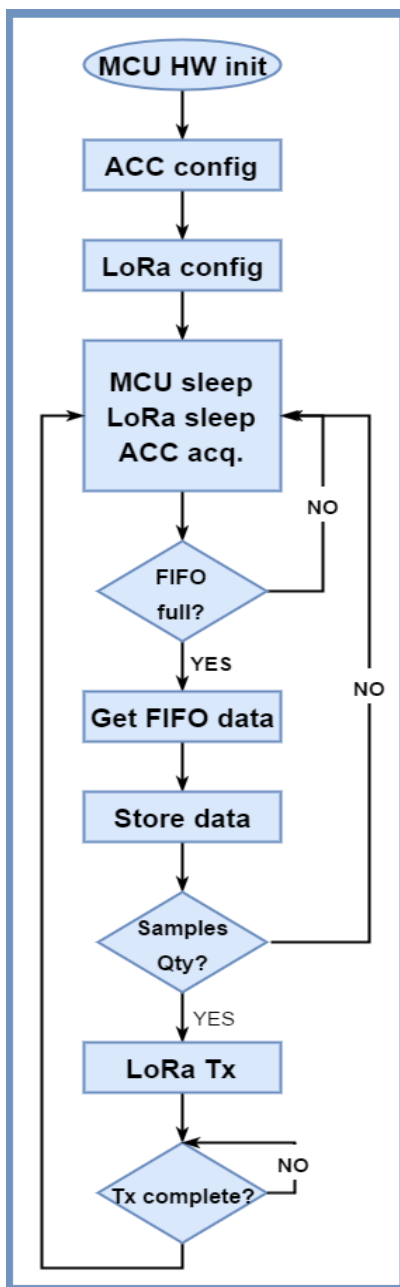 MCU HW init
ACC config
LoRa config
MCU sleep
LoRa sleep
ACC acq.
NO
FIFO
full?
YES
NO
Get FIFO data
Store data
Samples
Qty?
YES
LoRa Tx
NO
Tx complete?